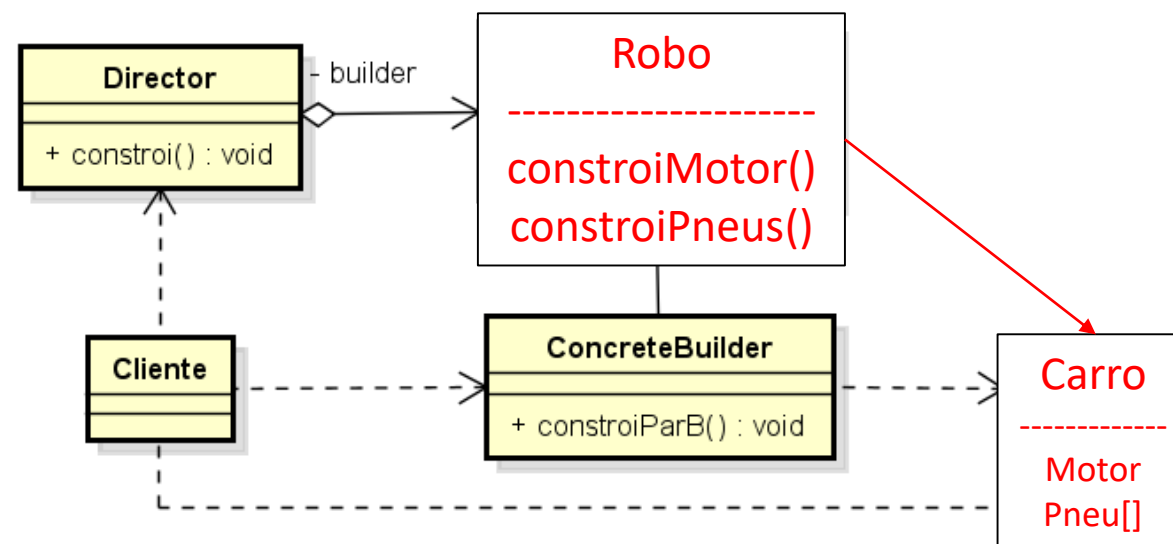 Director
+ constroi() : void
- builder
Robo
---------------------
constroiMotor()
constroiPneus()
Cliente
ConcreteBuilder
+ constroiParB() : void
Carro
-------------
Motor
Pneu[]